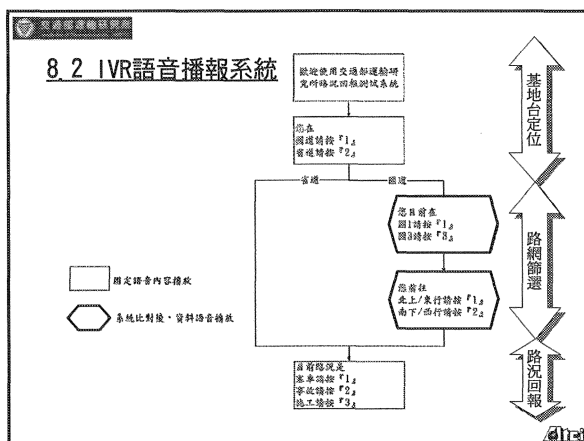 8.2 IVR語音播報系統
歡迎使用交通部運輸研
究所路況回報測試系統
您在
國道請按『1』
省道請按『2』
省道
國道
您目前在
國1請按『1』
國3請按『3』
您前往
北上/東行請按『1』
南下/西行請按『2』
目前路況是
塞車請按『1』
事故請按『2』
施工請按『3』
固定語音內容播放
系統比對後，資料語音播放
基地台定位
路網篩選
路況回報